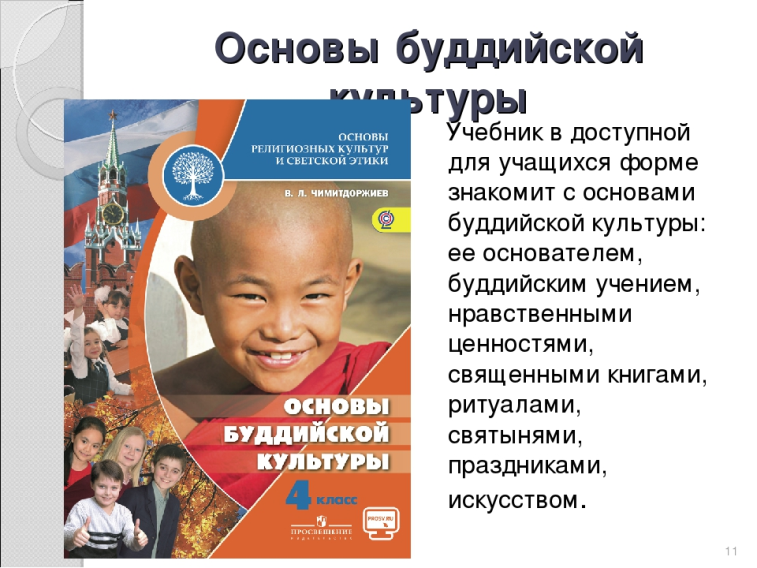 Основы буддийской
культуры
ОСНОВЫ
РЕЛИГИОЗНЫХ КУЛЬТУР
И СВЕТСКОЙ ЭТИКИ
В. Л. ЧИМИТДОРЖИЕВ
ОСНОВЫ
БУДДИЙСКОЙ
КУЛЬТУРЫ
4 класс
ПРОСВЕЩЕНИЕ
ИЗДАТЕЛЬСТВО
PROSV.RU
Учебник в доступной
для учащихся форме
знакомит с основами
буддийской культуры:
ее основателем,
буддийским учением,
нравственными
ценностями,
священными книгами,
ритуалами,
святынями,
праздниками,
искусством.
11